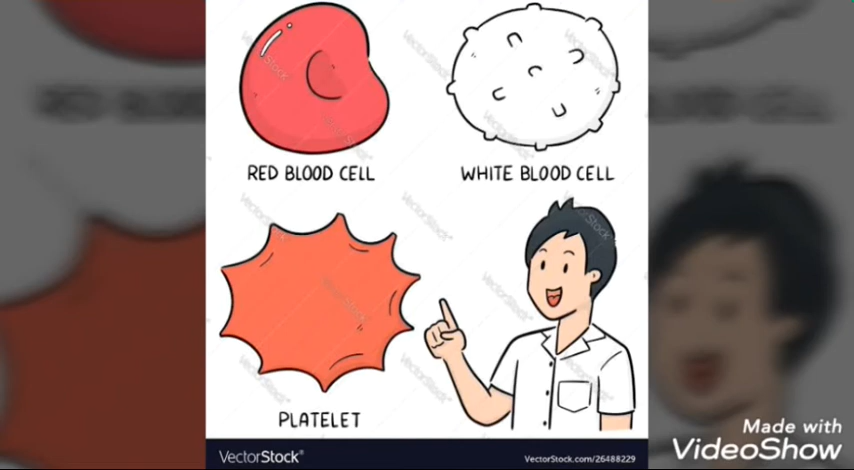 RED BLOOD CELL
WHITE BLOOD CELL
PLATELET
VectorStock®
VectorStock.com/26488229
Made with
VideoShow